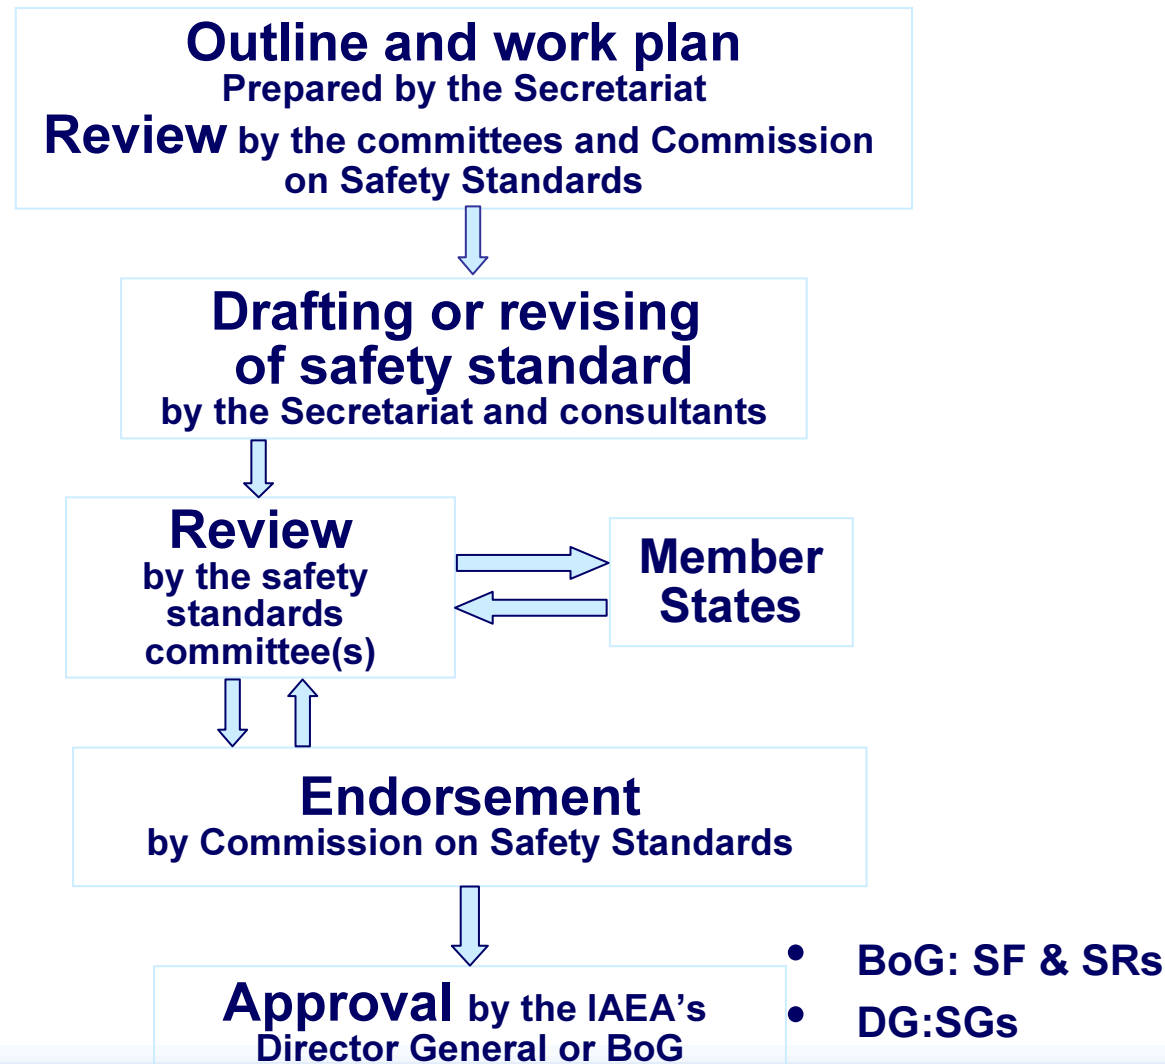 Outline and work plan
Prepared by the Secretariat
Review by the committees and Commission
on Safety Standards
Drafting or revising
of safety standard
by the Secretariat and consultants
Review
by the safety
standards
committee(s)
Member
States
Endorsement
by Commission on Safety Standards
Approval by the IAEA’s
Director General or BoG
• BoG: SF & SRs
• DG:SGs